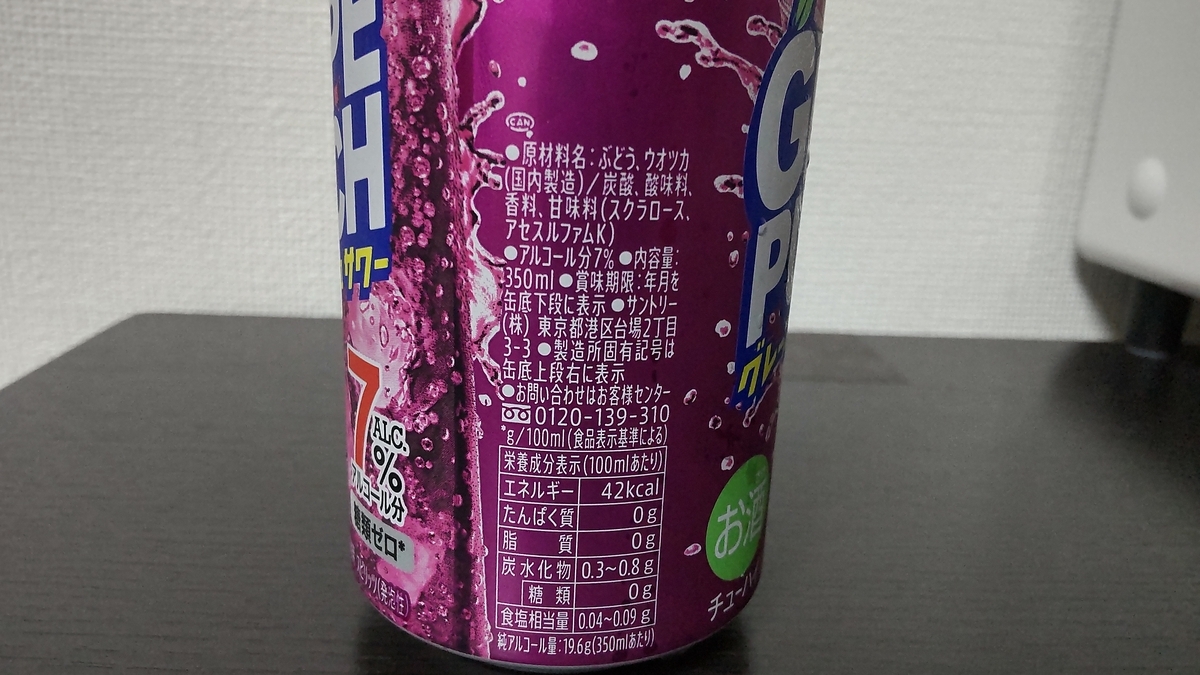 PE
CH
サワー
7
ALC.
%
アルコール分
糖類ゼロ*
(発泡性)
CAN
●原材料名:ぶどう、ウオツカ
(国内製造)/炭酸、酸味料、
香料、甘味料(スクラロース、
アセスルファムK)
●アルコール分7% ●内容量:
350ml ●賞味期限:年月を
缶底下段に表示 ●サントリー
(株) 東京都港区台場2丁目
3-3 ●製造所固有記号は
缶底上段右に表示
●お問い合わせはお客様センター
0120-139-310
*g/100ml(食品表示基準による)
栄養成分表示(100mlあたり)
エネルギー 42kcal
たんぱく質 0g
脂 質 0g
炭水化物 0.3~0.8g
糖類 0g
食塩相当量 0.04~0.09g
純アルコール量:19.6g(350mlあたり)
G
P
グレ
お酒
チューハイ